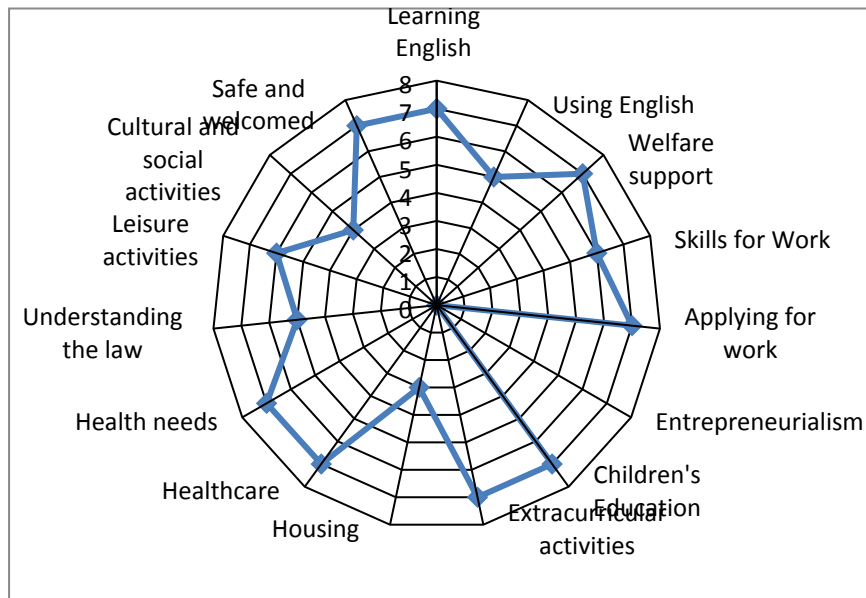 Learning
English
Using English
Welfare
support
Skills for Work
Applying for
work
Entrepreneurialism
Children's
Education
Extracurricular
activities
Housing
Healthcare
Health needs
Understanding
the law
Leisure
activities
Cultural and
social
activities
Safe and
welcomed
8
7
6
5
4
3
2
1
0